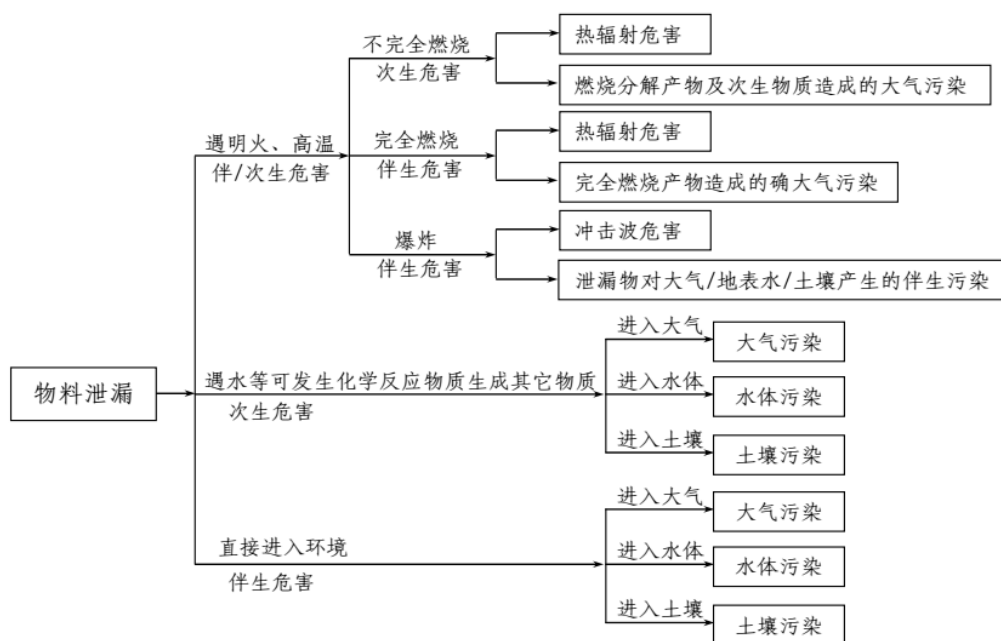 不完全燃烧
次生危害
热辐射危害
燃烧分解产物及次生物质造成的大气污染
遇明火、高温
伴/次生危害
完全燃烧
伴生危害
热辐射危害
完全燃烧产物造成的确大气污染
爆炸
伴生危害
冲击波危害
泄漏物对大气/地表水/土壤产生的伴生污染
物料泄漏
遇水等可发生化学反应物质生成其它物质
次生危害
进入大气
大气污染
进入水体
水体污染
进入土壤
土壤污染
直接进入环境
伴生危害
进入大气
大气污染
进入水体
水体污染
进入土壤
土壤污染